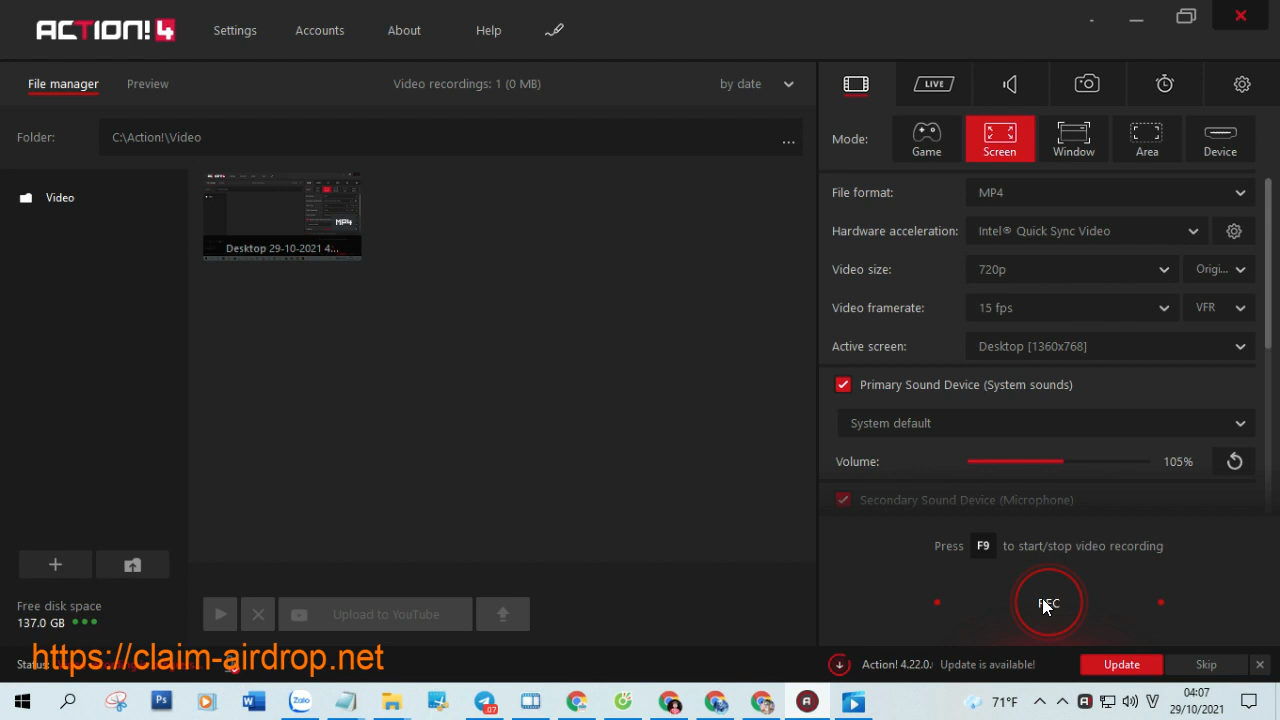 ACTION! 4
Settings
Accounts
About
Help
File manager
Preview
Video recordings: 1 (0 MB)
by date
LIVE
Folder:
C:\Action!\Video
...
Mode:
Game
Screen
Window
Area
Device
Video
MP4
Desktop 29-10-2021 4...
File format:
MP4
Hardware acceleration:
Intel® Quick Sync Video
Video size:
720p
Origi...
Video framerate:
15 fps
VFR
Active screen:
Desktop [1360x768]
Primary Sound Device (System sounds)
System default
Volume:
105%
Secondary Sound Device (Microphone)
Press F9 to start/stop video recording
REC
Free disk space
137.0 GB
Upload to YouTube
https://claim-airdrop.net
Status:
Action! 4.22.0.
Update is available!
Update
Skip
Ps
W
Zalo
07
71°F
A
V
04:07
29/10/2021